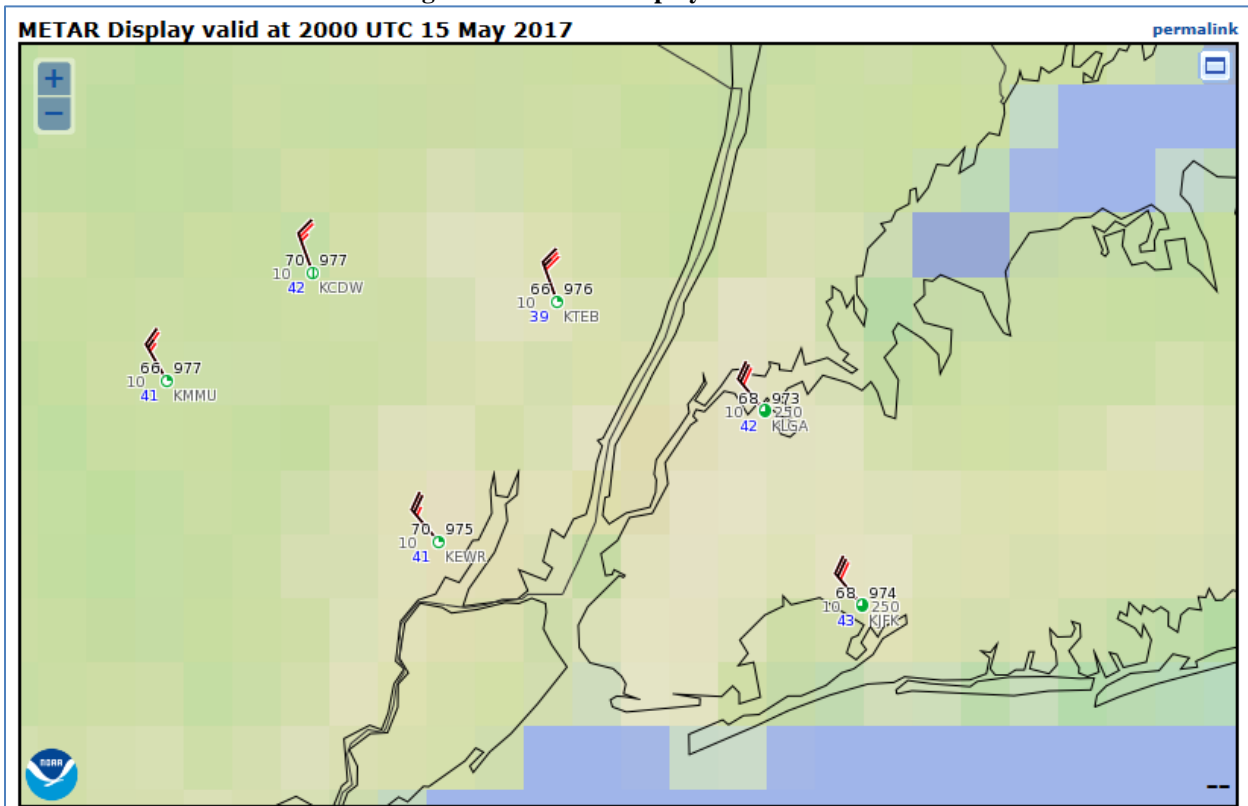 METAR Display valid at 2000 UTC 15 May 2017
permalink
+
−
70 977
10
42 KCDW
66 976
10
39 KTEB
66 977
10
41 KMMU
68 973
10 250
42 KLGA
70 975
10
41 KEWR
68 974
10 250
43 KJFK
NOAA
--